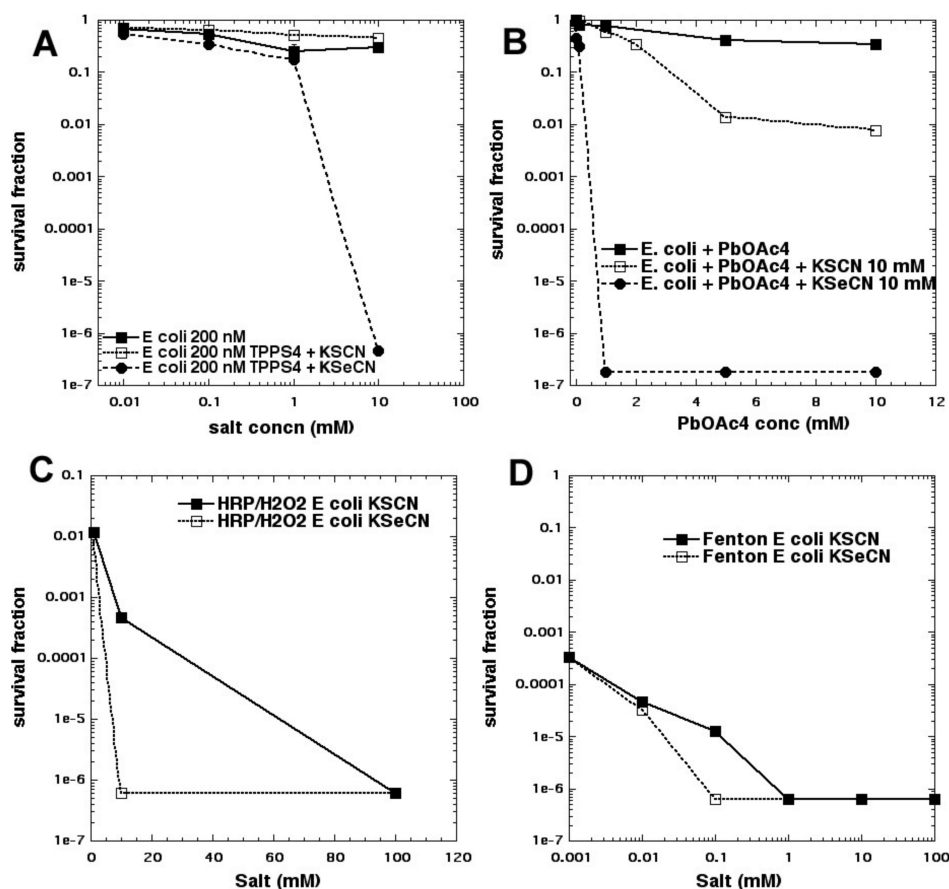 A
1
0.1
0.01
0.001
0.0001
1e-5
1e-6
1e-7
survival fraction
E coli 200 nM
E coli 200 nM TPPS4 + KSCN
E coli 200 nM TPPS4 + KSeCN
0.01 0.1 1 10 100
salt concn (mM)
B
1
0.1
0.01
0.001
0.0001
1e-5
1e-6
1e-7
survival fraction
E. coli + PbOAc4
E. coli + PbOAc4 + KSCN 10 mM
E. coli + PbOAc4 + KSeCN 10 mM
0 2 4 6 8 10 12
PbOAc4 conc (mM)
C
0.1
0.01
0.001
0.0001
1e-5
1e-6
1e-7
survival fraction
HRP/H2O2 E coli KSCN
HRP/H2O2 E coli KSeCN
0 20 40 60 80 100 120
Salt (mM)
D
1
0.1
0.01
0.001
0.0001
1e-5
1e-6
1e-7
survival fraction
Fenton E coli KSCN
Fenton E coli KSeCN
0.001 0.01 0.1 1 10 100
Salt (mM)